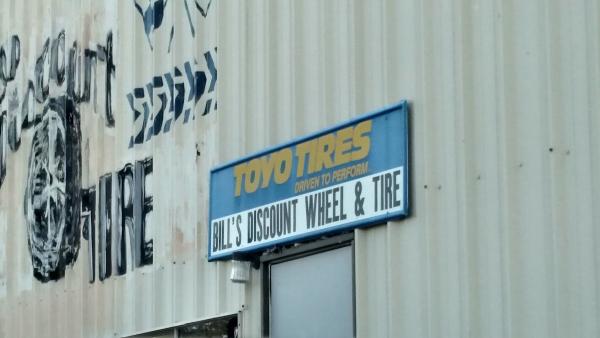 TOYO TIRES
DRIVEN TO PERFORM
BILL'S DISCOUNT WHEEL & TIRE
TIRE